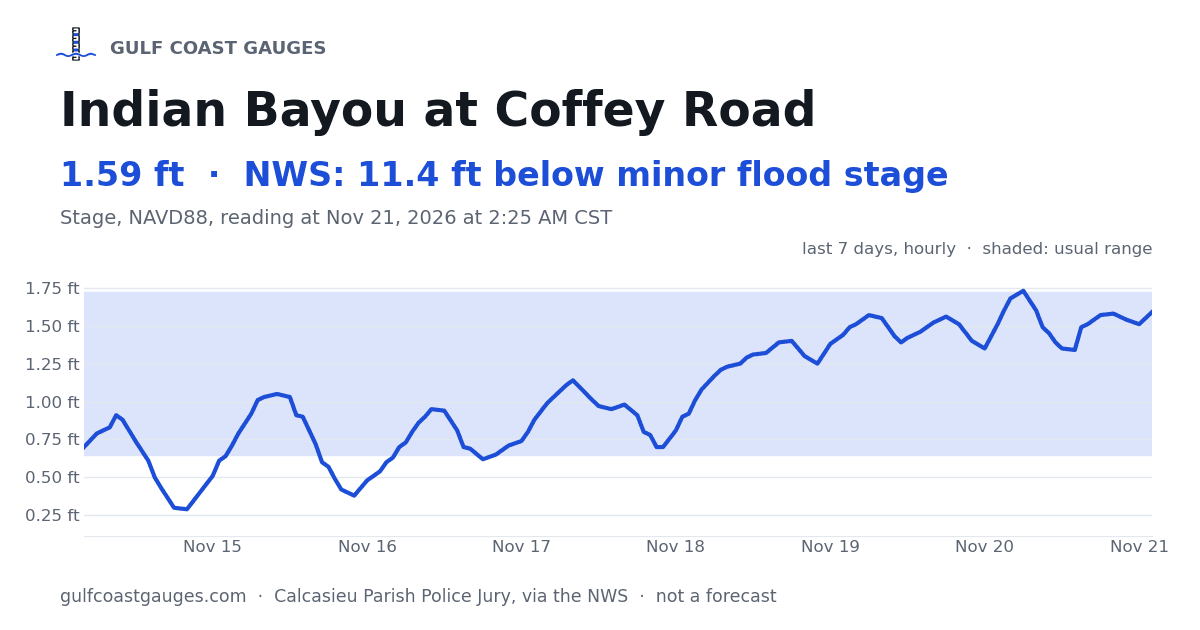 GULF COAST GAUGES
Indian Bayou at Coffey Road
1.59 ft · NWS: 11.4 ft below minor flood stage
Stage, NAVD88, reading at Nov 21, 2026 at 2:25 AM CST
last 7 days, hourly · shaded: usual range
1.75 ft
1.50 ft
1.25 ft
1.00 ft
0.75 ft
0.50 ft
0.25 ft
Nov 15 Nov 16 Nov 17 Nov 18 Nov 19 Nov 20 Nov 21
gulfcoastgauges.com · Calcasieu Parish Police Jury, via the NWS · not a forecast